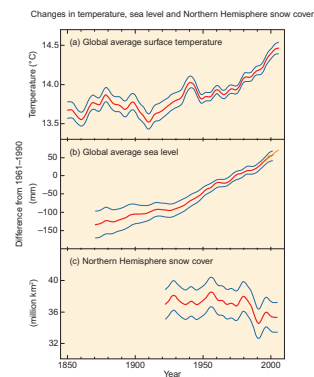 Changes in temperature, sea level and Northern Hemisphere snow cover
(a) Global average surface temperature
Temperature (°C)
14.5
14.0
13.5
(b) Global average sea level
Difference from 1961–1990
(mm)
50
0
−50
−100
−150
(c) Northern Hemisphere snow cover
(million km²)
40
36
32
1850
1900
1950
2000
Year